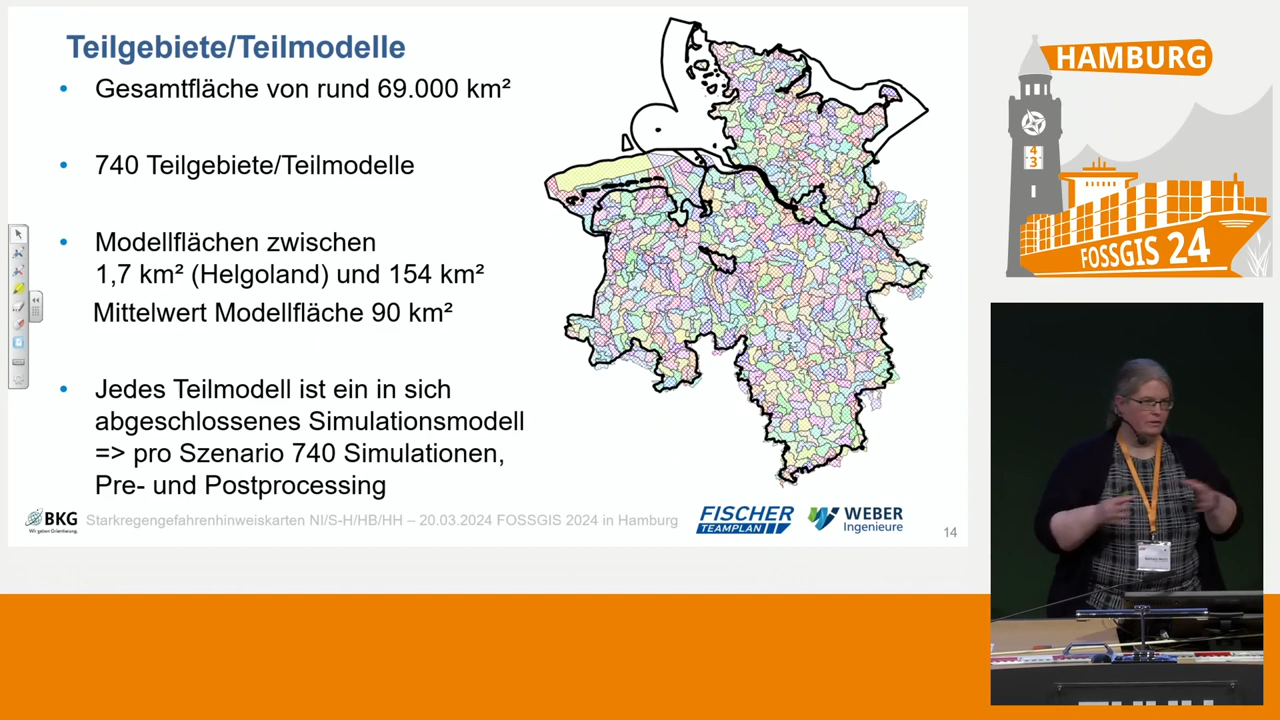 Teilgebiete/Teilmodelle
• Gesamtfläche von rund 69.000 km²
• 740 Teilgebiete/Teilmodelle
• Modellflächen zwischen
1,7 km² (Helgoland) und 154 km²
Mittelwert Modellfläche 90 km²
• Jedes Teilmodell ist ein in sich
abgeschlossenes Simulationsmodell
=> pro Szenario 740 Simulationen,
Pre- und Postprocessing
BKG
Wir geben Orientierung.
Starkregengefahrenhinweiskarten NI/S-H/HB/HH – 20.03.2024 FOSSGIS 2024 in Hamburg
FISCHER
TEAMPLAN
WEBER
Ingenieure
14
HAMBURG
4
3
FOSSGIS 24